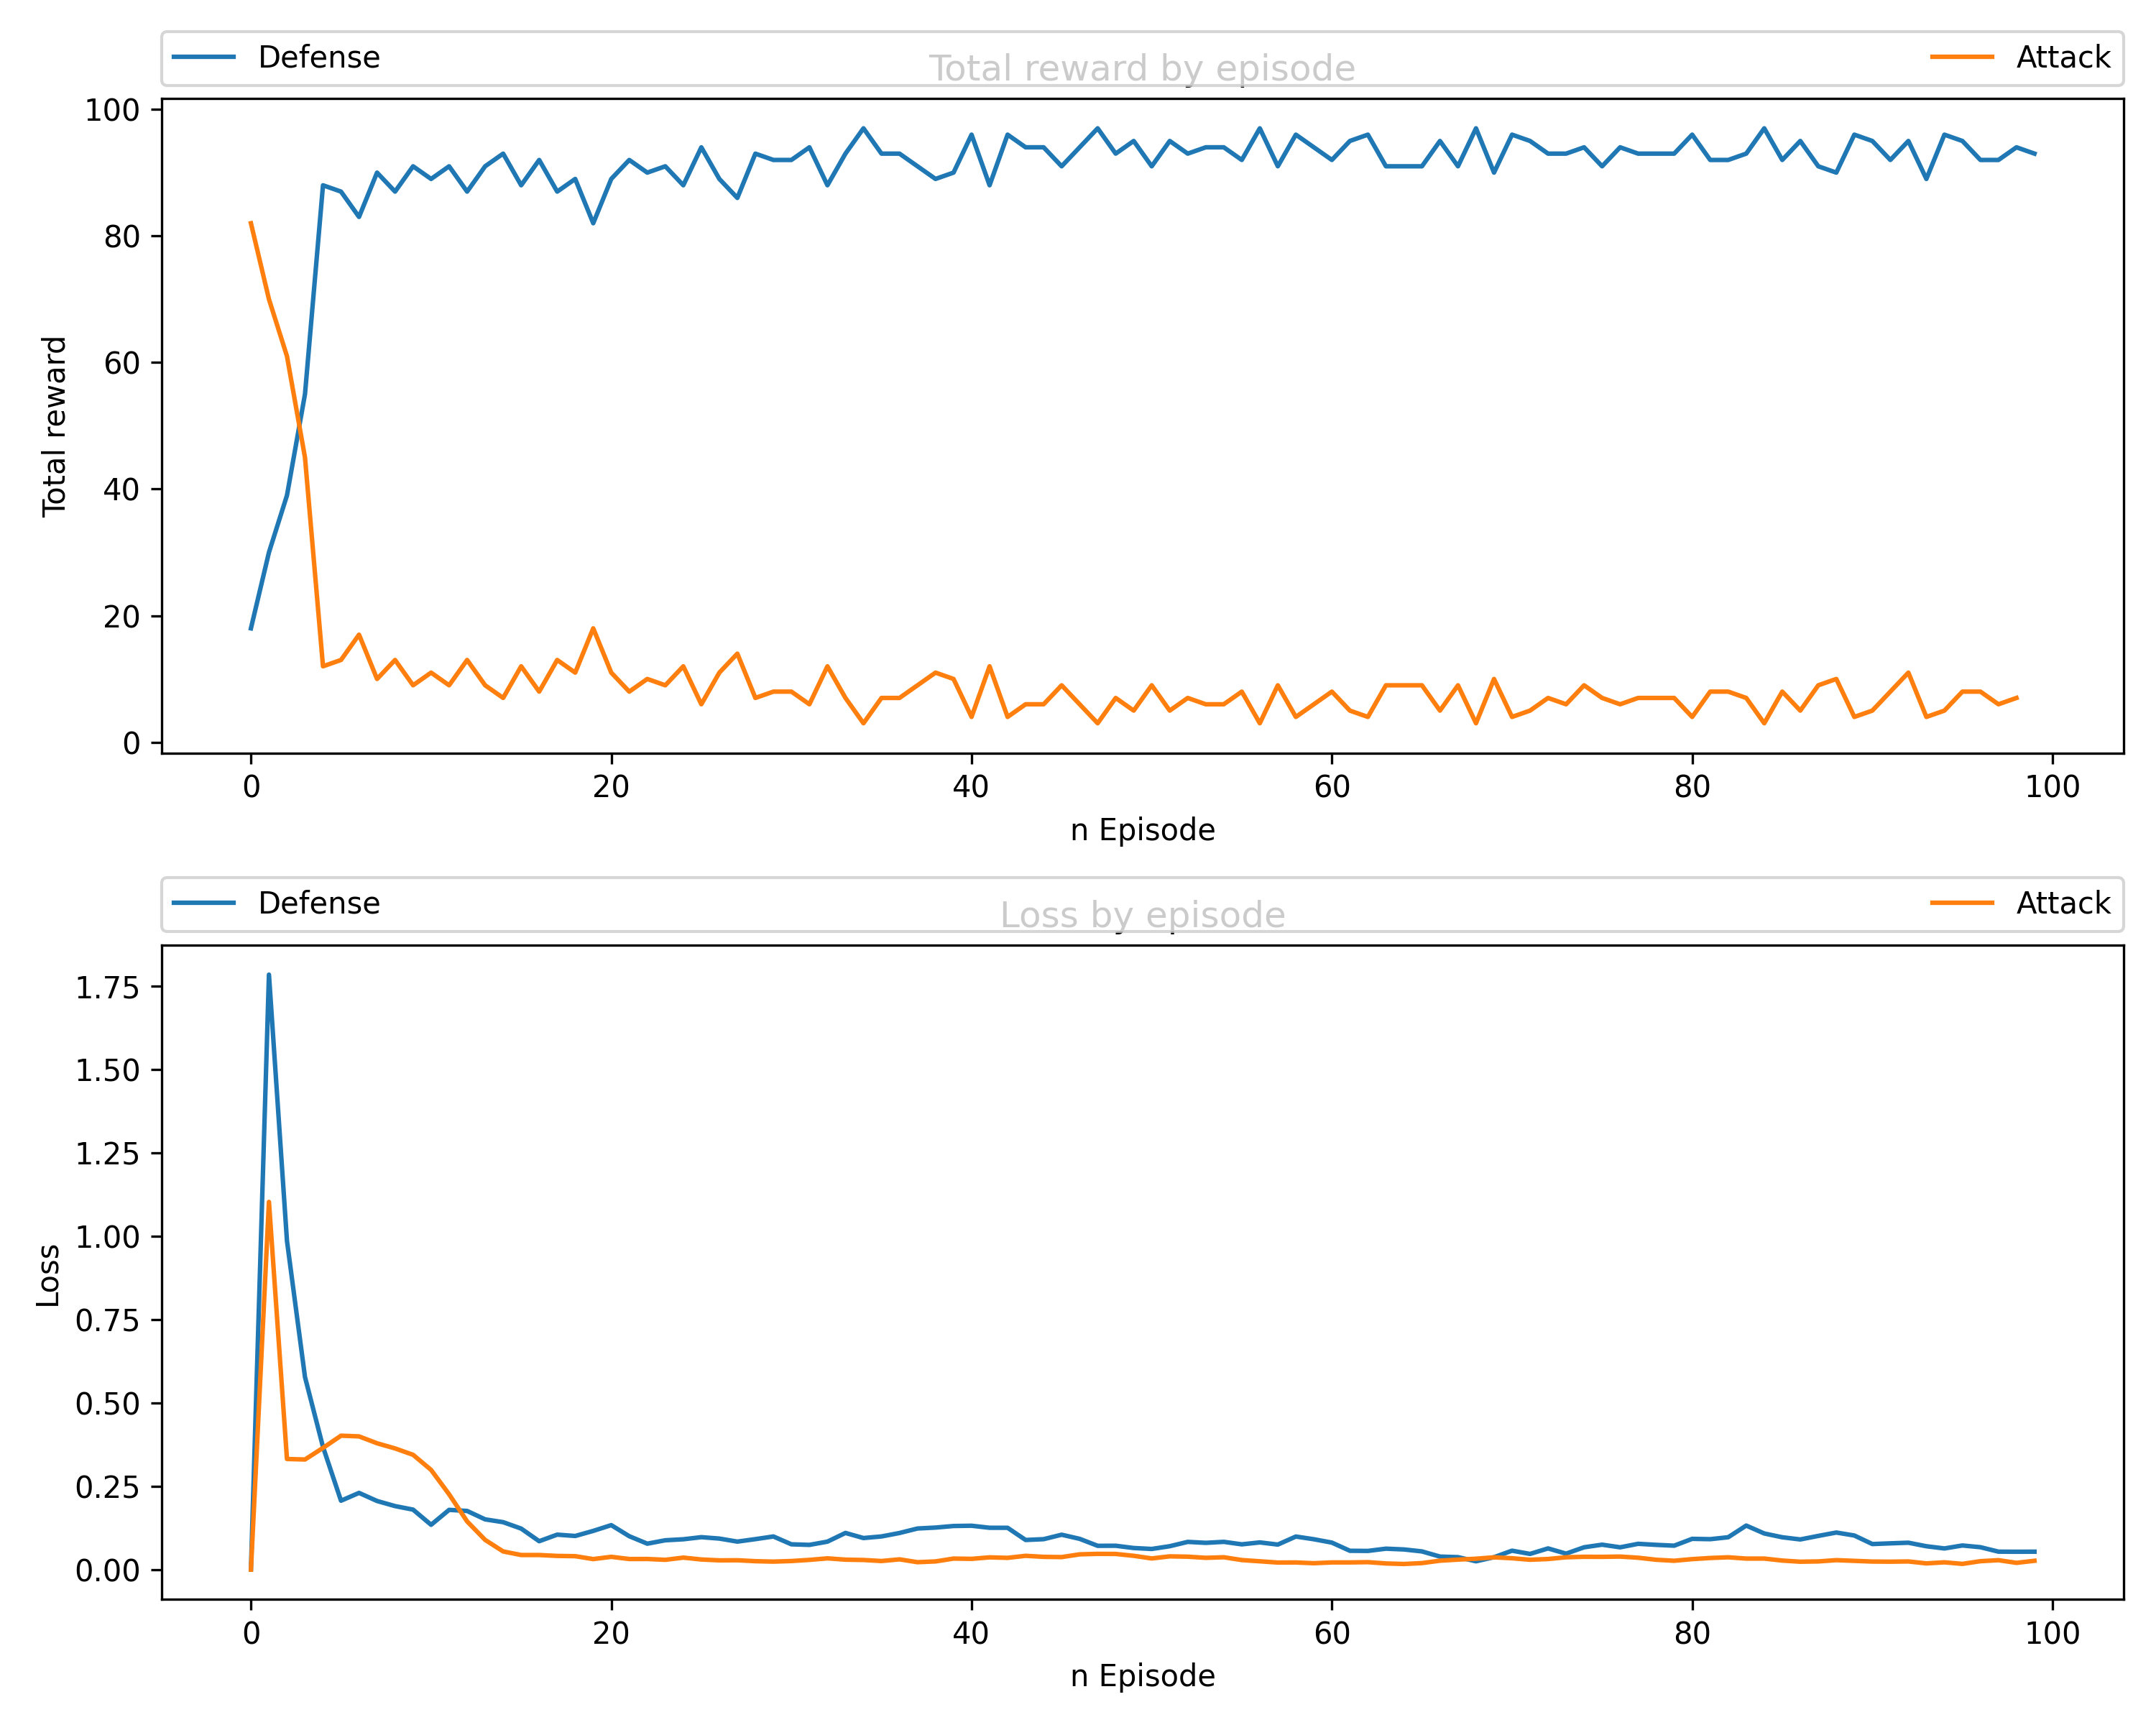 Defense Attack
Total reward by episode
100
80
60
40
20
0
Total reward
0 20 40 60 80 100
n Episode
Defense Attack
Loss by episode
1.75
1.50
1.25
1.00
0.75
0.50
0.25
0.00
Loss
0 20 40 60 80 100
n Episode